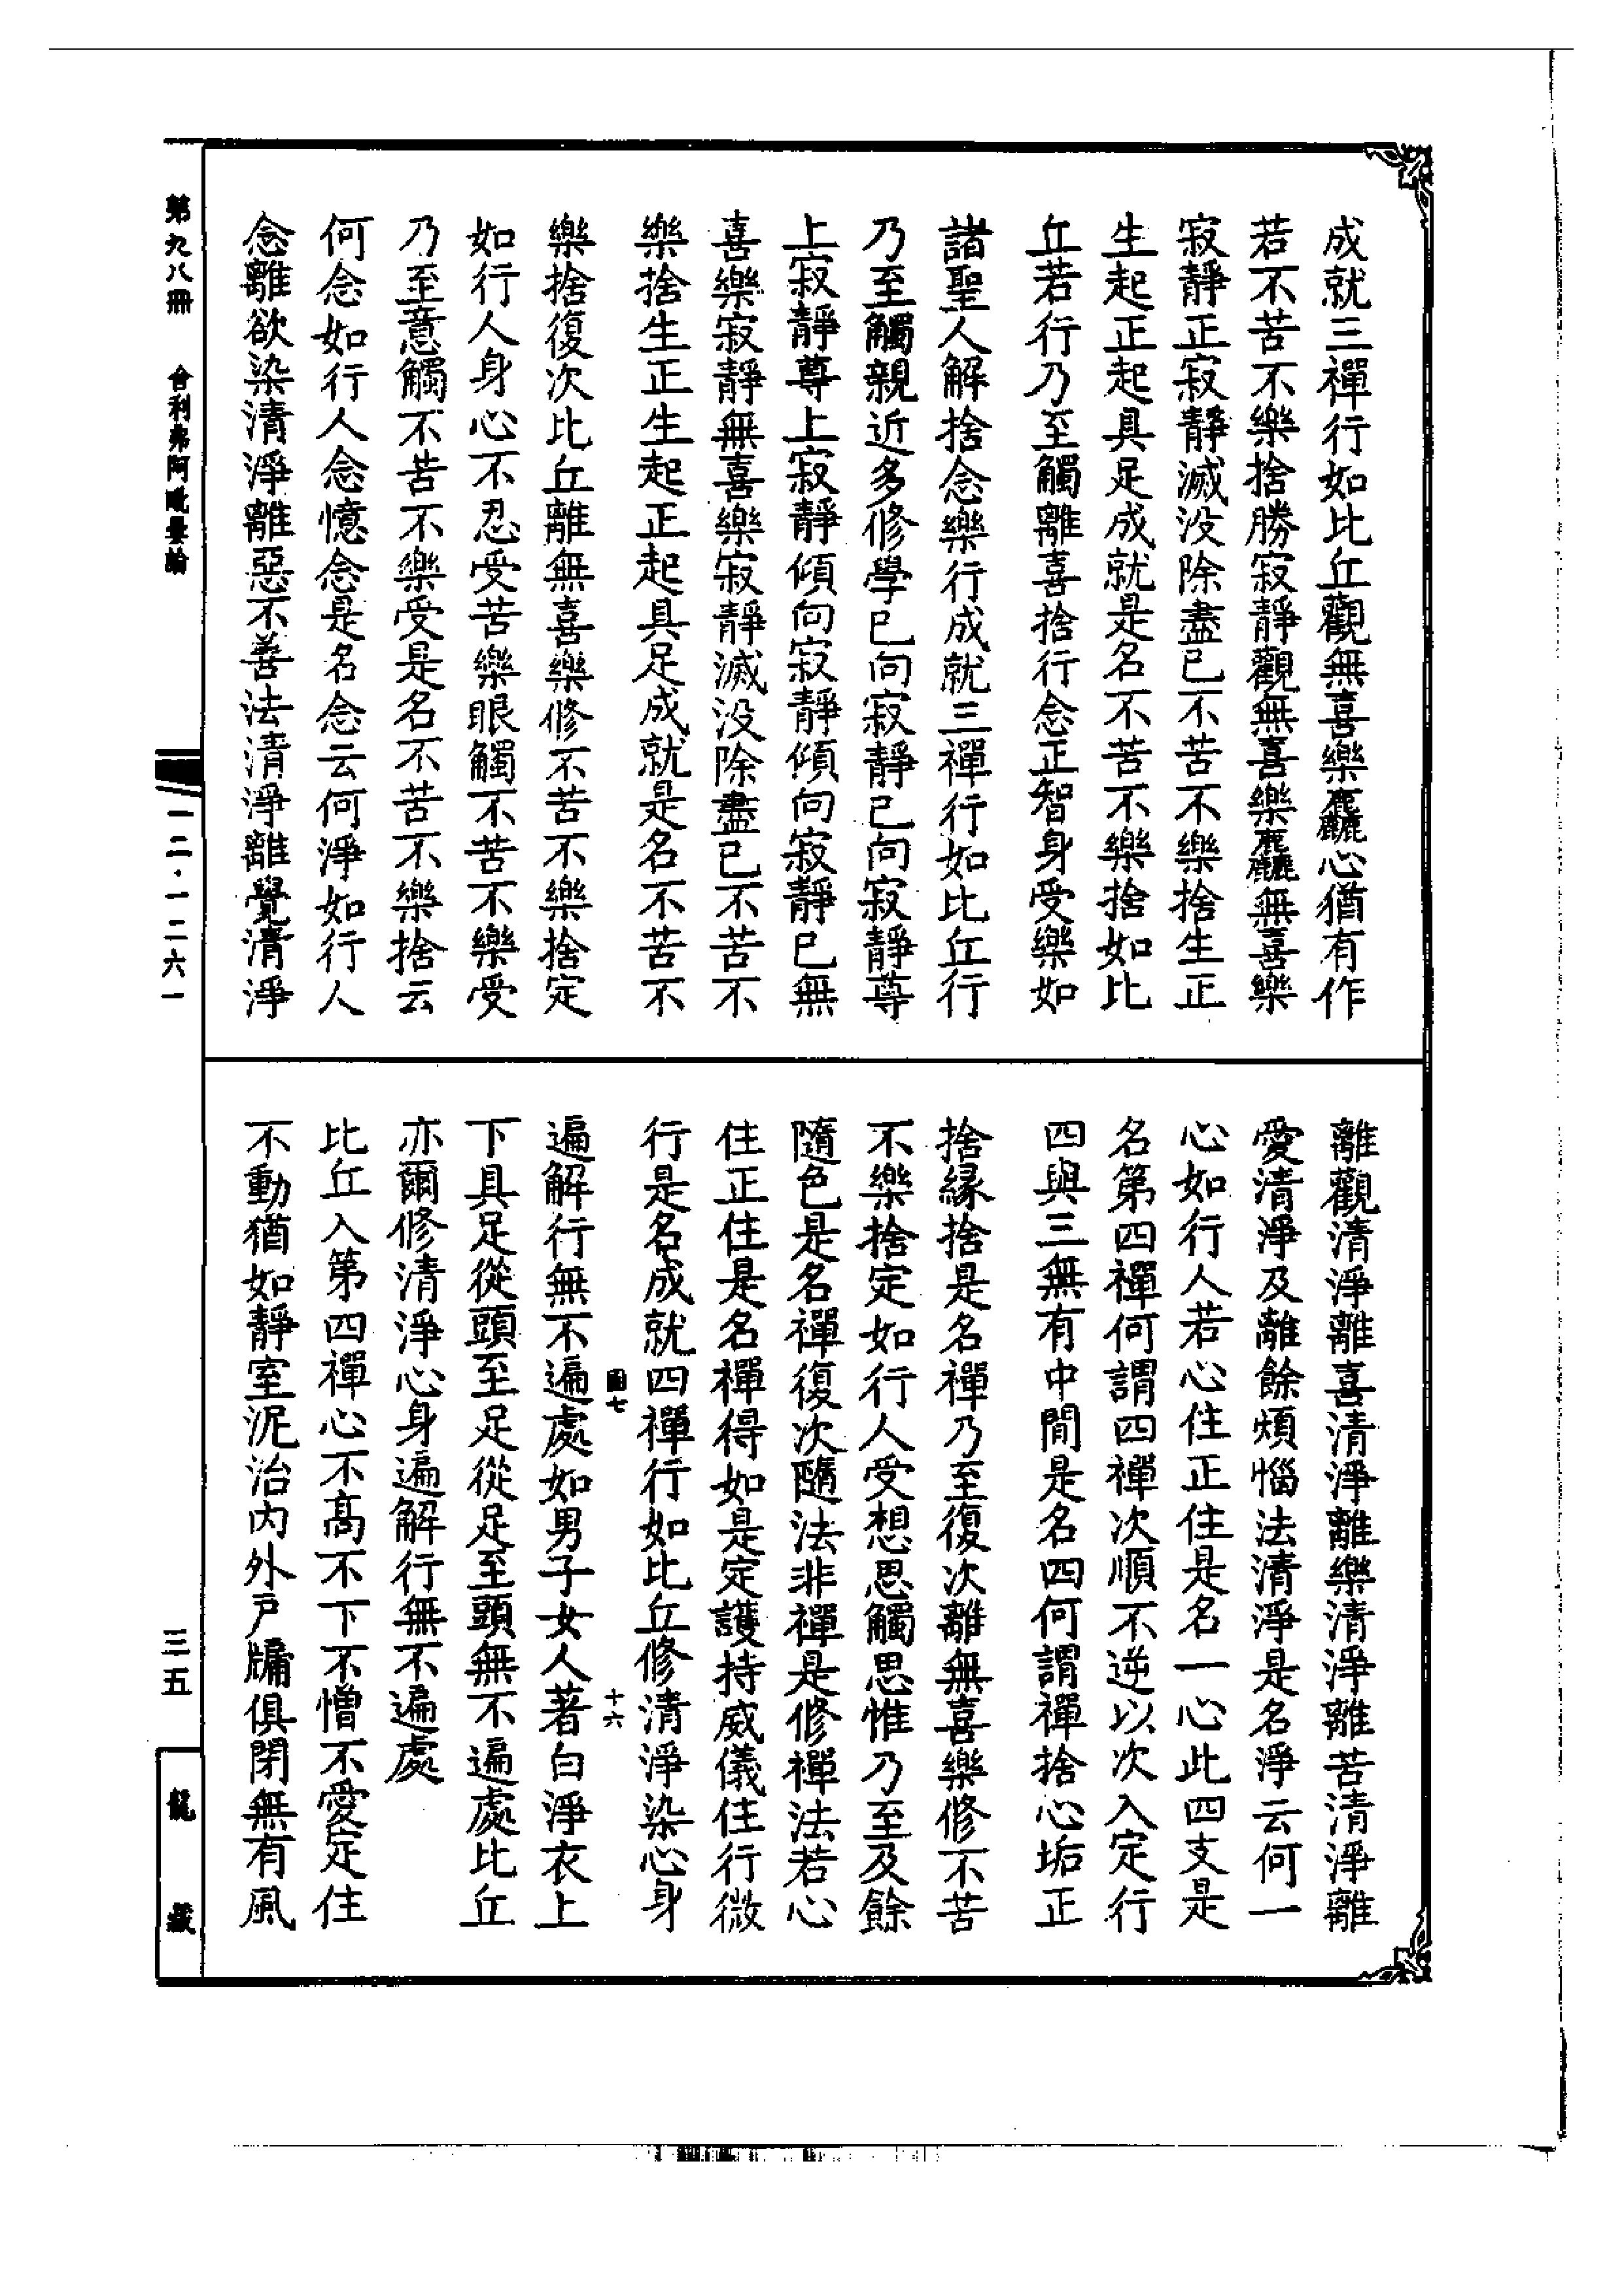 成就三禪行如比丘觀無喜樂麤心猶有作
若不苦不樂捨勝寂靜觀無喜樂麤無喜樂
寂靜正寂靜滅没除盡已不苦不樂捨生正
生起正起具足成就是名不苦不樂捨如比
丘若行乃至觸離喜捨行念正智身受樂如
諸聖人解捨念樂行成就三禪行如比丘行
乃至觸親近多修學已向寂靜已向寂靜尊
上寂靜尊上寂靜傾向寂靜傾向寂靜已無
喜樂寂靜無喜樂寂靜滅没除盡已不苦不
樂捨生正生起正起具足成就是名不苦不
樂捨復次比丘離無喜樂修不苦不樂捨定
如行人身心不忍受苦樂眼觸不苦不樂受
乃至意觸不苦不樂受是名不苦不樂捨云
何念如行人念憶念是名念云何淨如行人
念離欲染清淨離惡不善法清淨離覺清淨
離觀清淨離喜清淨離樂清淨離苦清淨離
愛清淨及離餘煩惱法清淨是名淨云何一
心如行人若心住正住是名一心此四支是
名第四禪何謂四禪次順不逆以次入定行
四與三無有中間是名四何謂禪捨心垢正
捨縁捨是名禪乃至復次離無喜樂修不苦
不樂捨定如行人受想思觸思惟乃至及餘
隨色是名禪復次隨法非禪是修禪法若心
住正住是名禪得如是定護持威儀住行微
行是名成就四禪行如比丘修清淨染心身
圖七 十六
遍解行無不遍處如男子女人著白淨衣上
下具足從頭至足從足至頭無不遍處比丘
亦爾修清淨心身遍解行無不遍處
比丘入第四禪心不高不下不憎不愛定住
不動猶如靜室泥治内外户牖俱閉無有風
第九八冊 舍利弗阿毗曇論
一二·一二六一
三五
龍藏